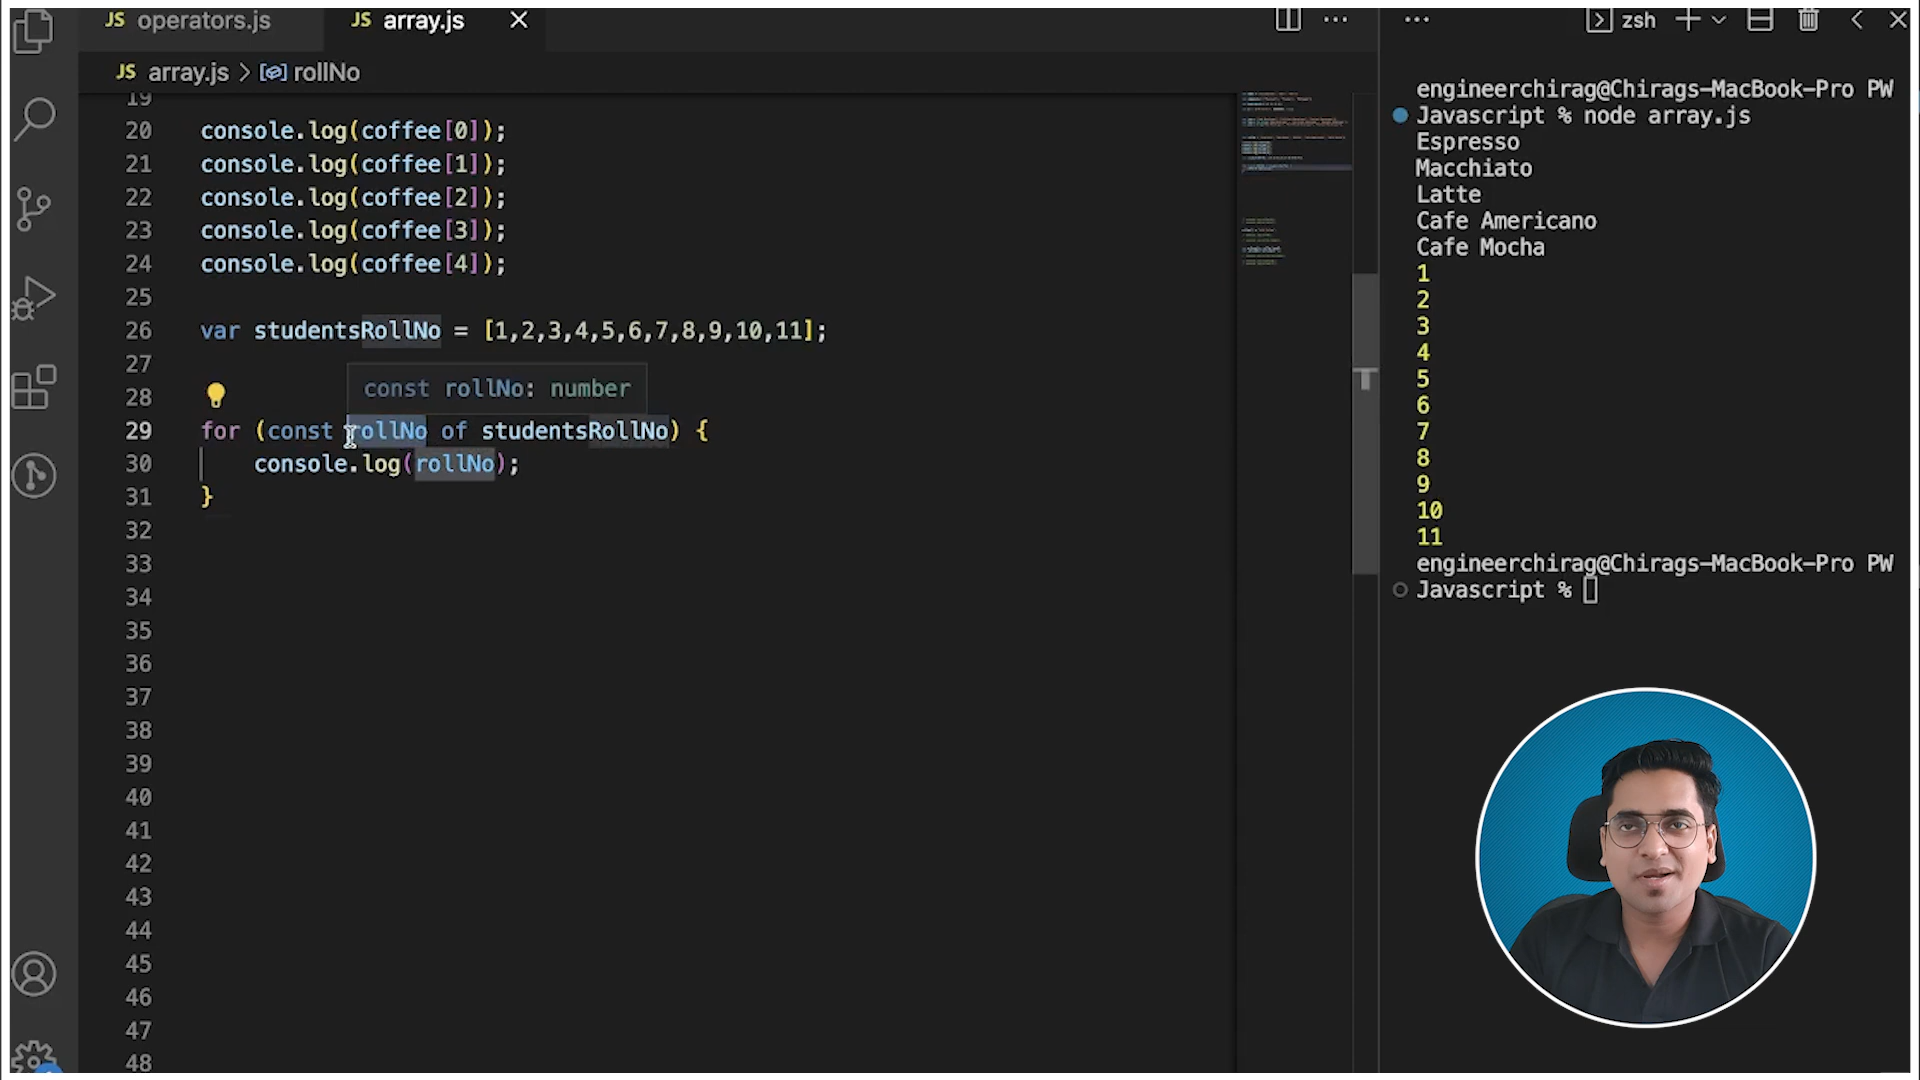 JS operators.js
JS array.js
zsh
JS array.js > rollNo
19
20 console.log(coffee[0]);
21 console.log(coffee[1]);
22 console.log(coffee[2]);
23 console.log(coffee[3]);
24 console.log(coffee[4]);
25
26 var studentsRollNo = [1,2,3,4,5,6,7,8,9,10,11];
27
const rollNo: number
28
29 for (const rollNo of studentsRollNo) {
30 console.log(rollNo);
31 }
32
33
34
35
36
37
38
39
40
41
42
43
44
45
46
47
48
engineerchirag@Chirags-MacBook-Pro PW
Javascript % node array.js
Espresso
Macchiato
Latte
Cafe Americano
Cafe Mocha
1
2
3
4
5
6
7
8
9
10
11
engineerchirag@Chirags-MacBook-Pro PW
Javascript %